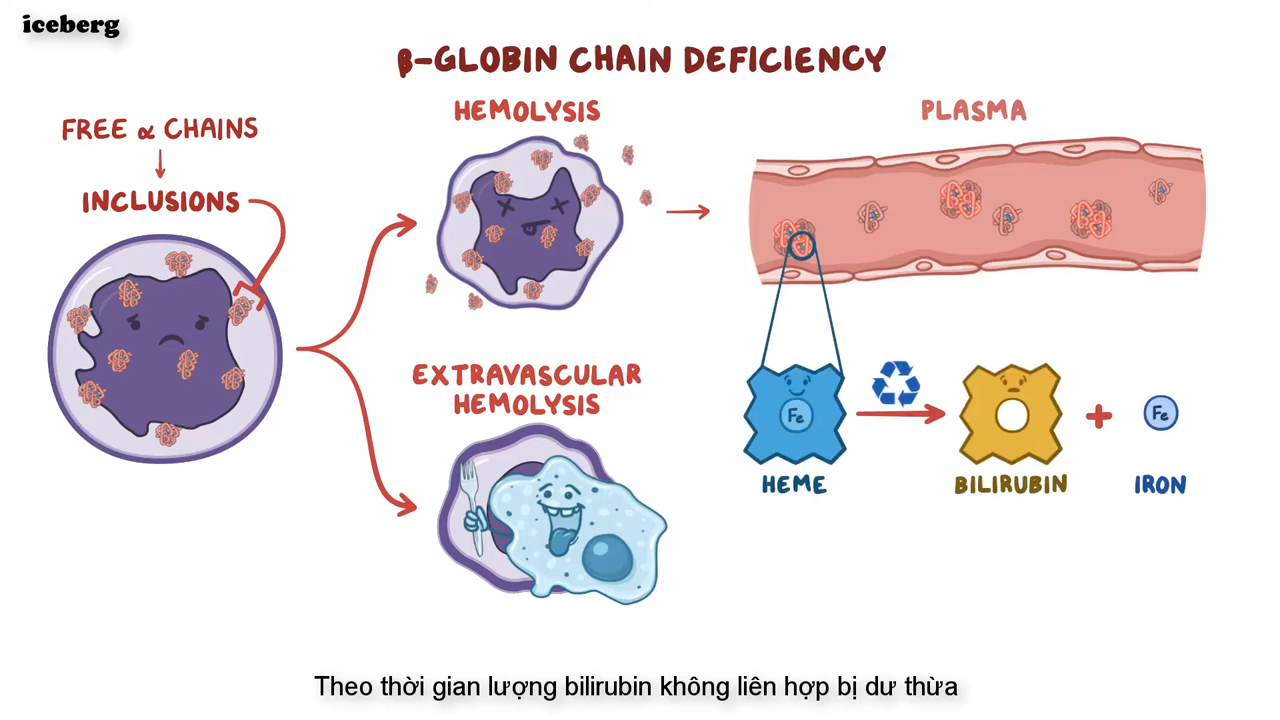 iceberg
β-GLOBIN CHAIN DEFICIENCY
FREE α CHAINS
INCLUSIONS
HEMOLYSIS
PLASMA
EXTRAVASCULAR
HEMOLYSIS
Fe
HEME
BILIRUBIN
+
Fe
IRON
Theo thời gian lượng bilirubin không liên hợp bị dư thừa